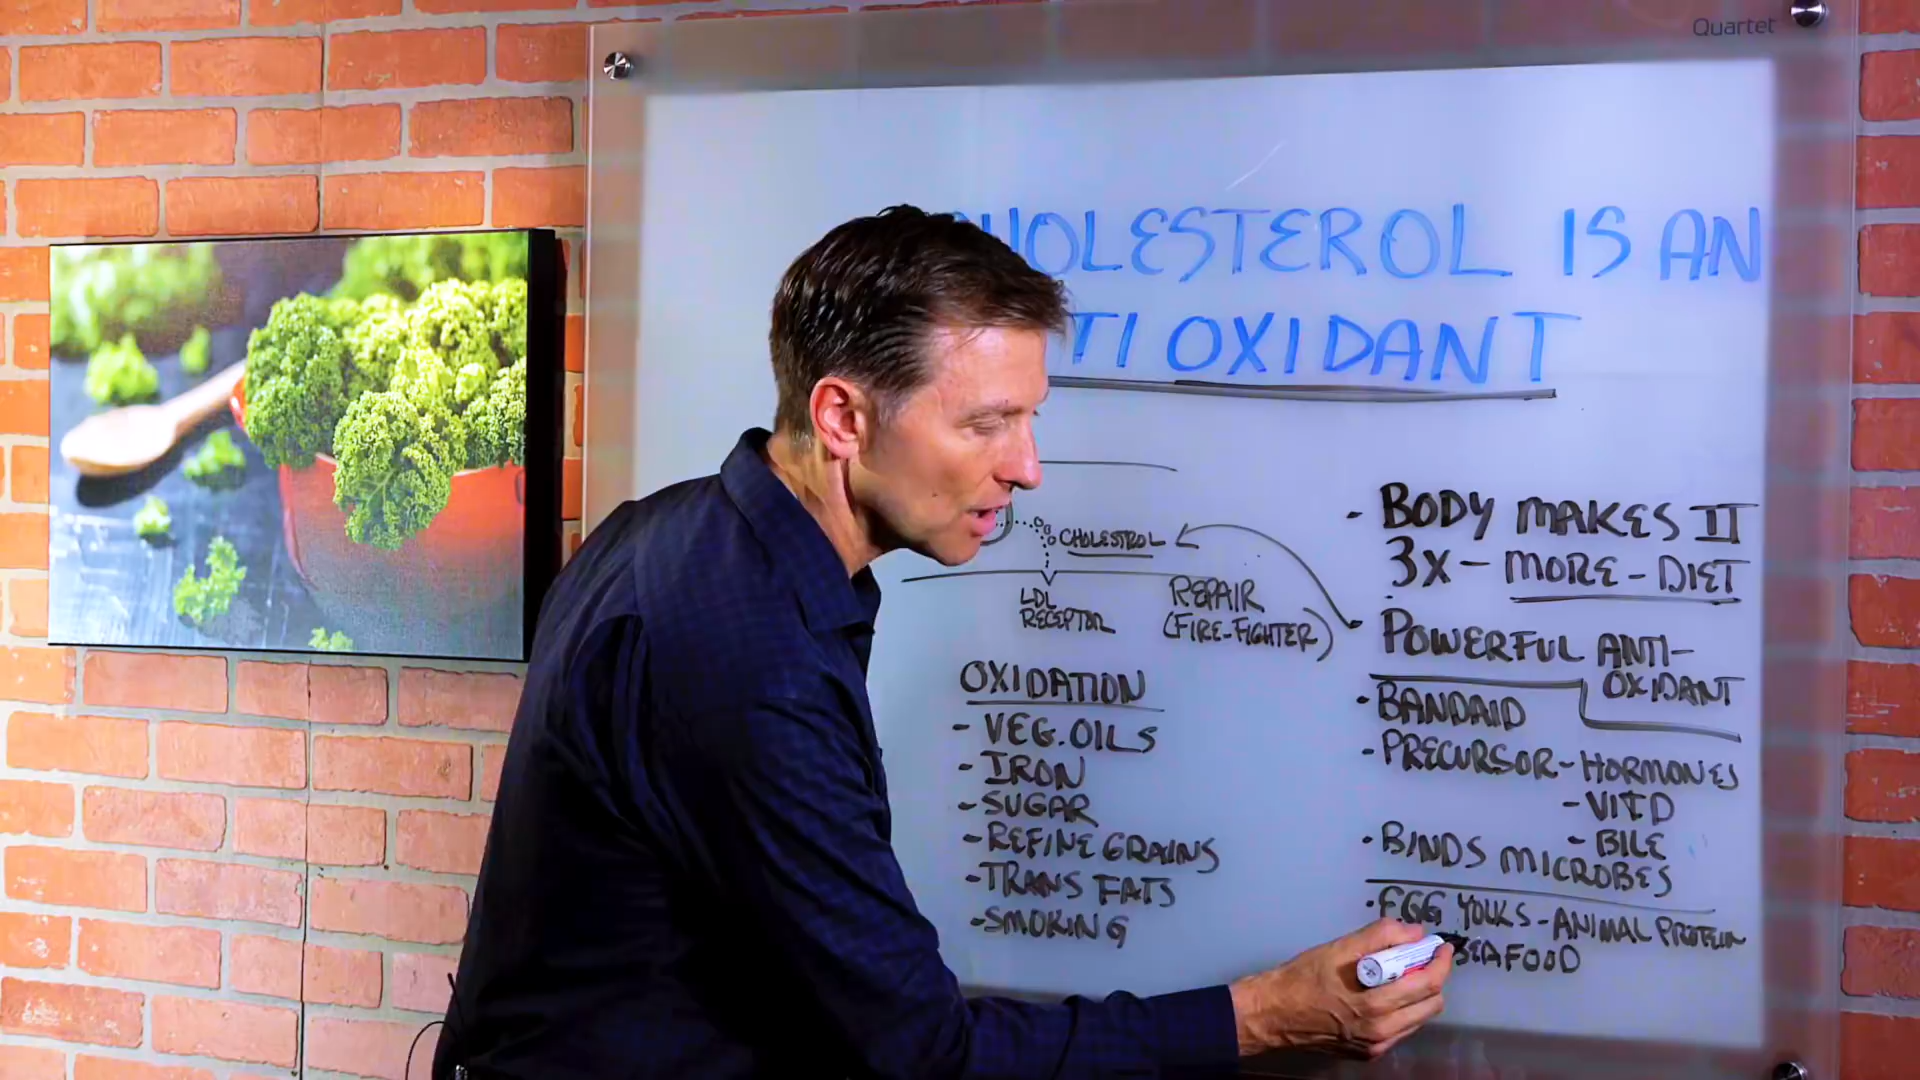 Quartet
HOLESTEROL IS AN
TI OXIDANT
CHOLESTROL
LDL
RECEPTOR
REPAIR
(FIRE-FIGHTER)
OXIDATION
- VEG. OILS
- IRON
- SUGAR
- REFINE GRAINS
- TRANS FATS
- SMOKING
· BODY MAKES IT
3X - MORE - DIET
· POWERFUL ANTI-
OXIDANT
· BANDAID
· PRECURSOR - HORMONES
- VIT D
- BILE
· BINDS MICROBES
· EGG YOLKS - ANIMAL PROTEIN
SEAFOOD